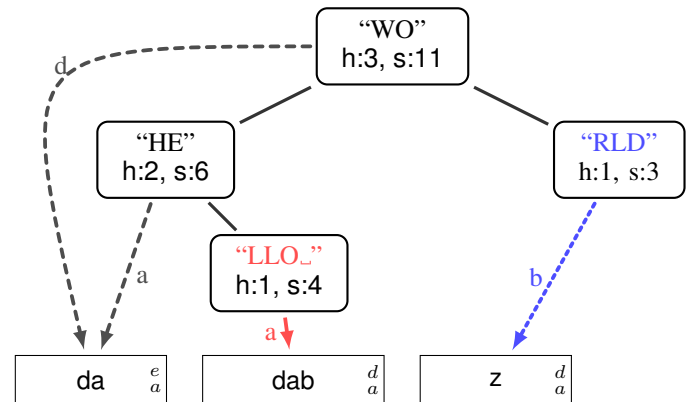 “WO”
h:3, s:11
d
“HE”
h:2, s:6
“RLD”
h:1, s:3
“LLO␣”
h:1, s:4
a
b
a
da
e
a
dab
d
a
z
d
a